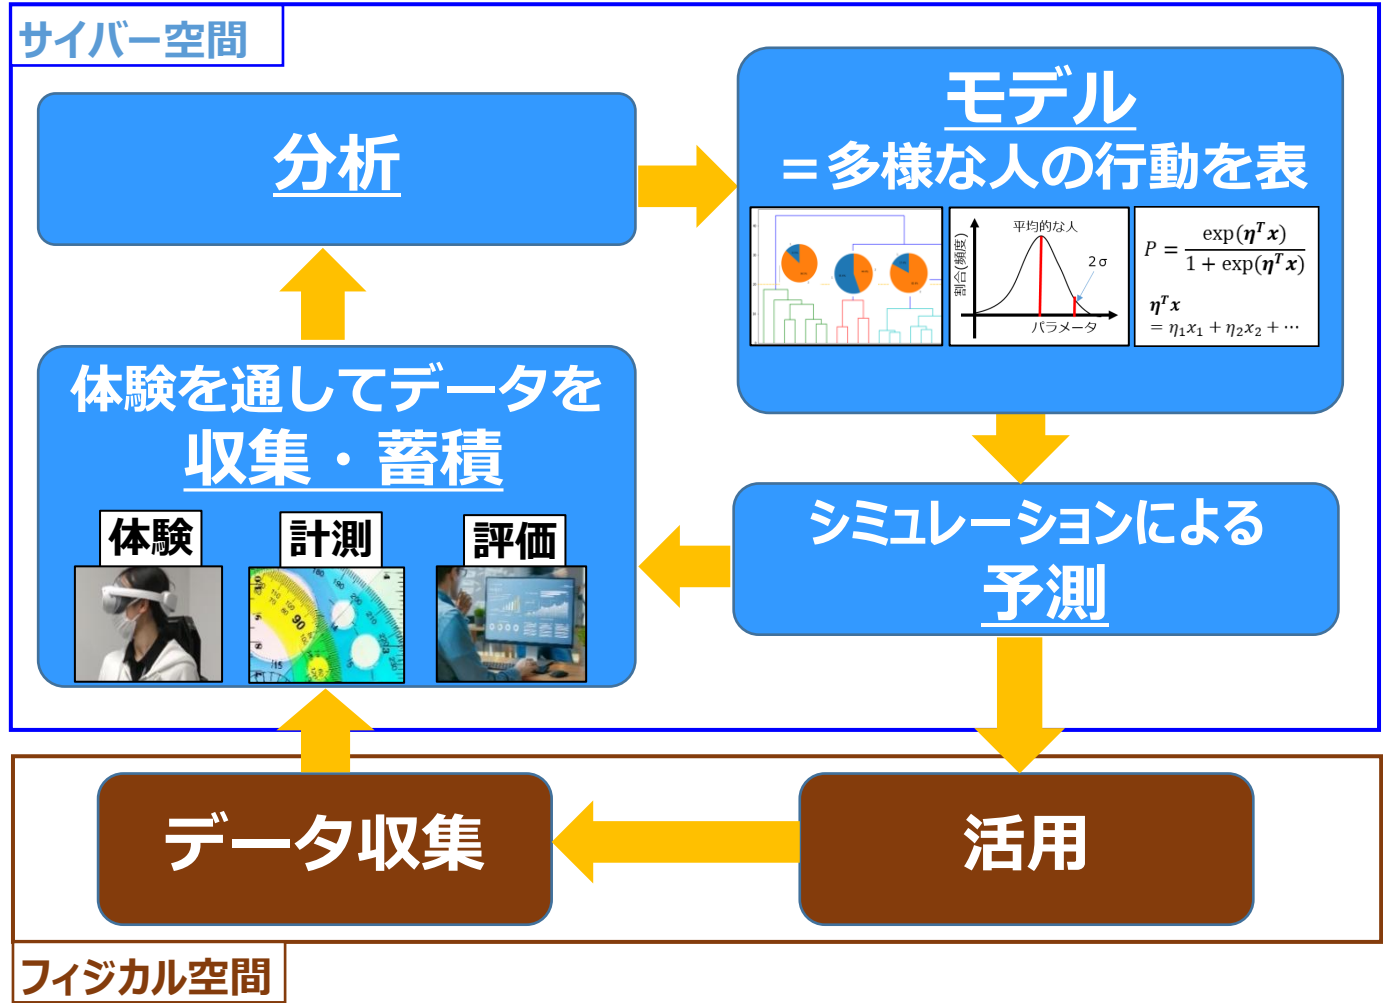 サイバー空間
分析
モデル
＝多様な人の行動を表
平均的な人
割合(頻度)
2σ
パラメータ
P = exp(η^T x) / 1 + exp(η^T x)
η^T x
= η₁x₁ + η₂x₂ + ⋯
体験を通してデータを
収集・蓄積
体験
計測
評価
90
シミュレーションによる
予測
データ収集
活用
フィジカル空間